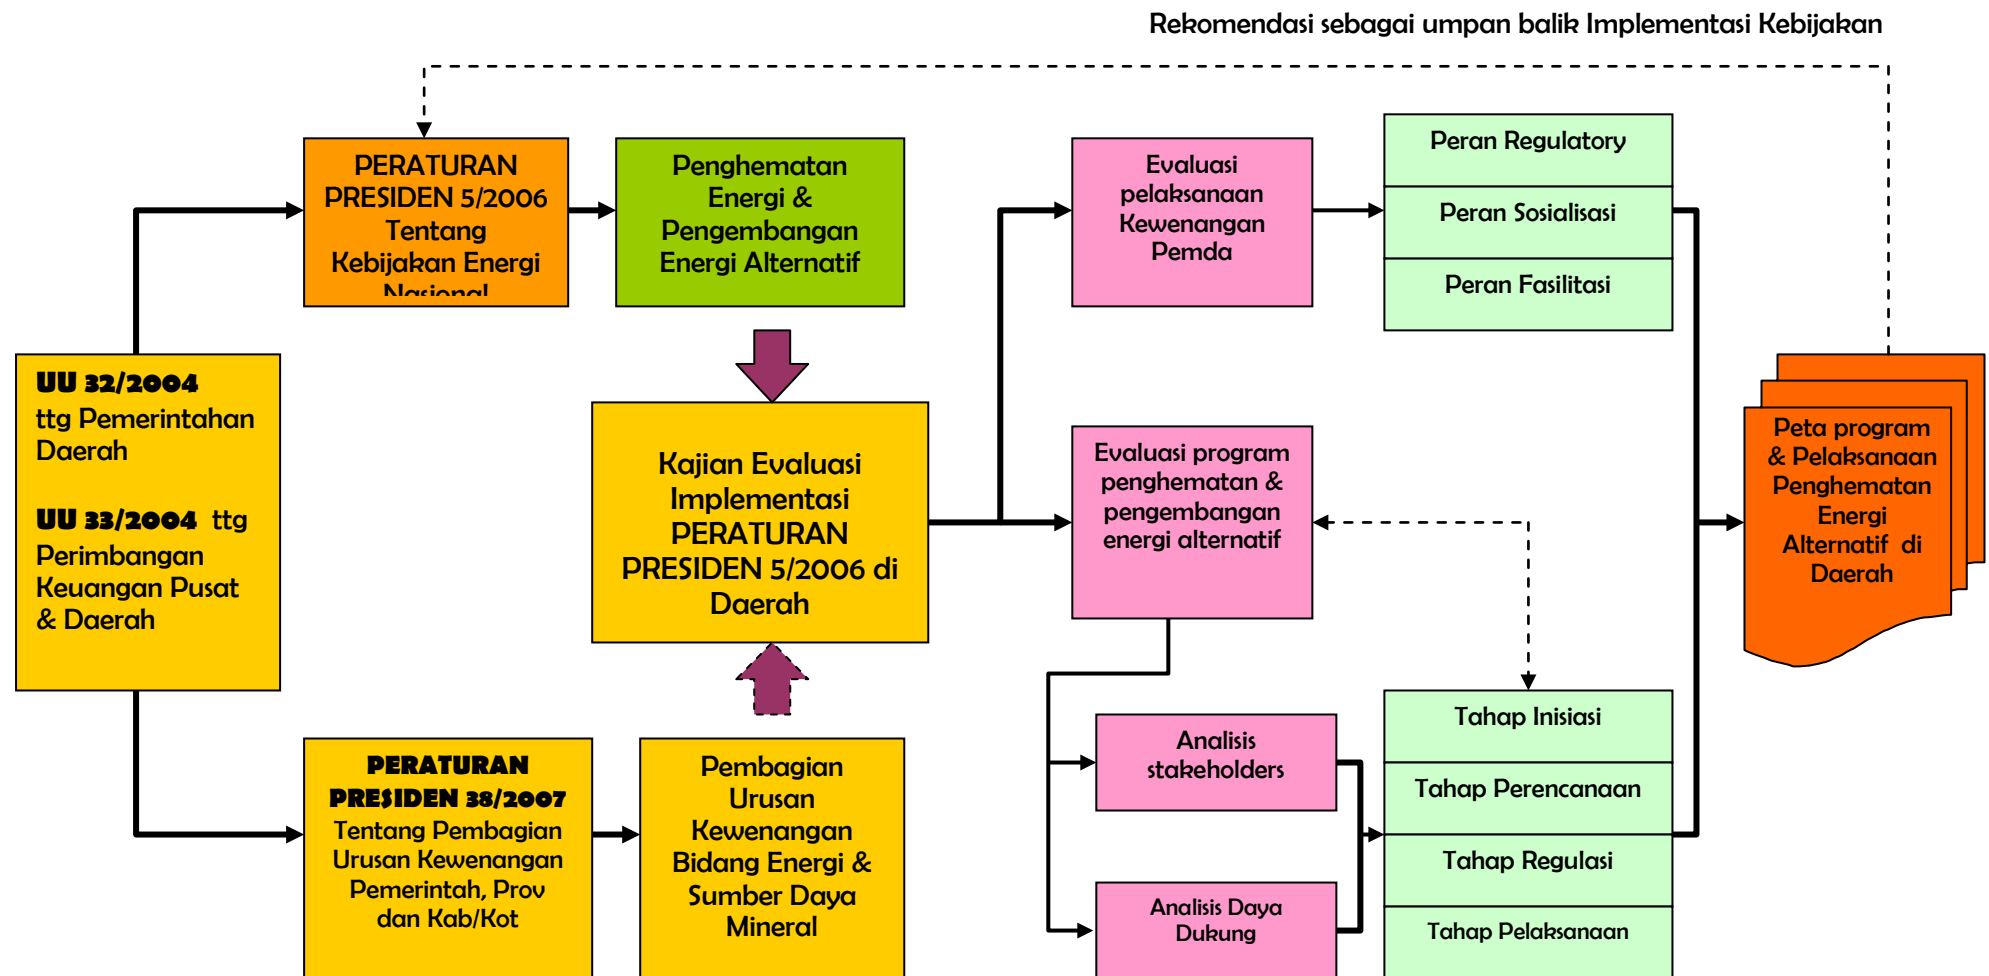 Rekomendasi sebagai umpan balik Implementasi Kebijakan
PERATURAN
PRESIDEN 5/2006
Tentang
Kebijakan Energi
Nasional
Penghematan
Energi &
Pengembangan
Energi Alternatif
Evaluasi
pelaksanaan
Kewenangan
Pemda
Peran Regulatory
Peran Sosialisasi
Peran Fasilitasi
UU 32/2004
ttg Pemerintahan
Daerah
UU 33/2004 ttg
Perimbangan
Keuangan Pusat
& Daerah
Kajian Evaluasi
Implementasi
PERATURAN
PRESIDEN 5/2006 di
Daerah
Evaluasi program
penghematan &
pengembangan
energi alternatif
Peta program
& Pelaksanaan
Penghematan
Energi
Alternatif di
Daerah
PERATURAN
PRESIDEN 38/2007
Tentang Pembagian
Urusan Kewenangan
Pemerintah, Prov
dan Kab/Kot
Pembagian
Urusan
Kewenangan
Bidang Energi &
Sumber Daya
Mineral
Analisis
stakeholders
Analisis Daya
Dukung
Tahap Inisiasi
Tahap Perencanaan
Tahap Regulasi
Tahap Pelaksanaan